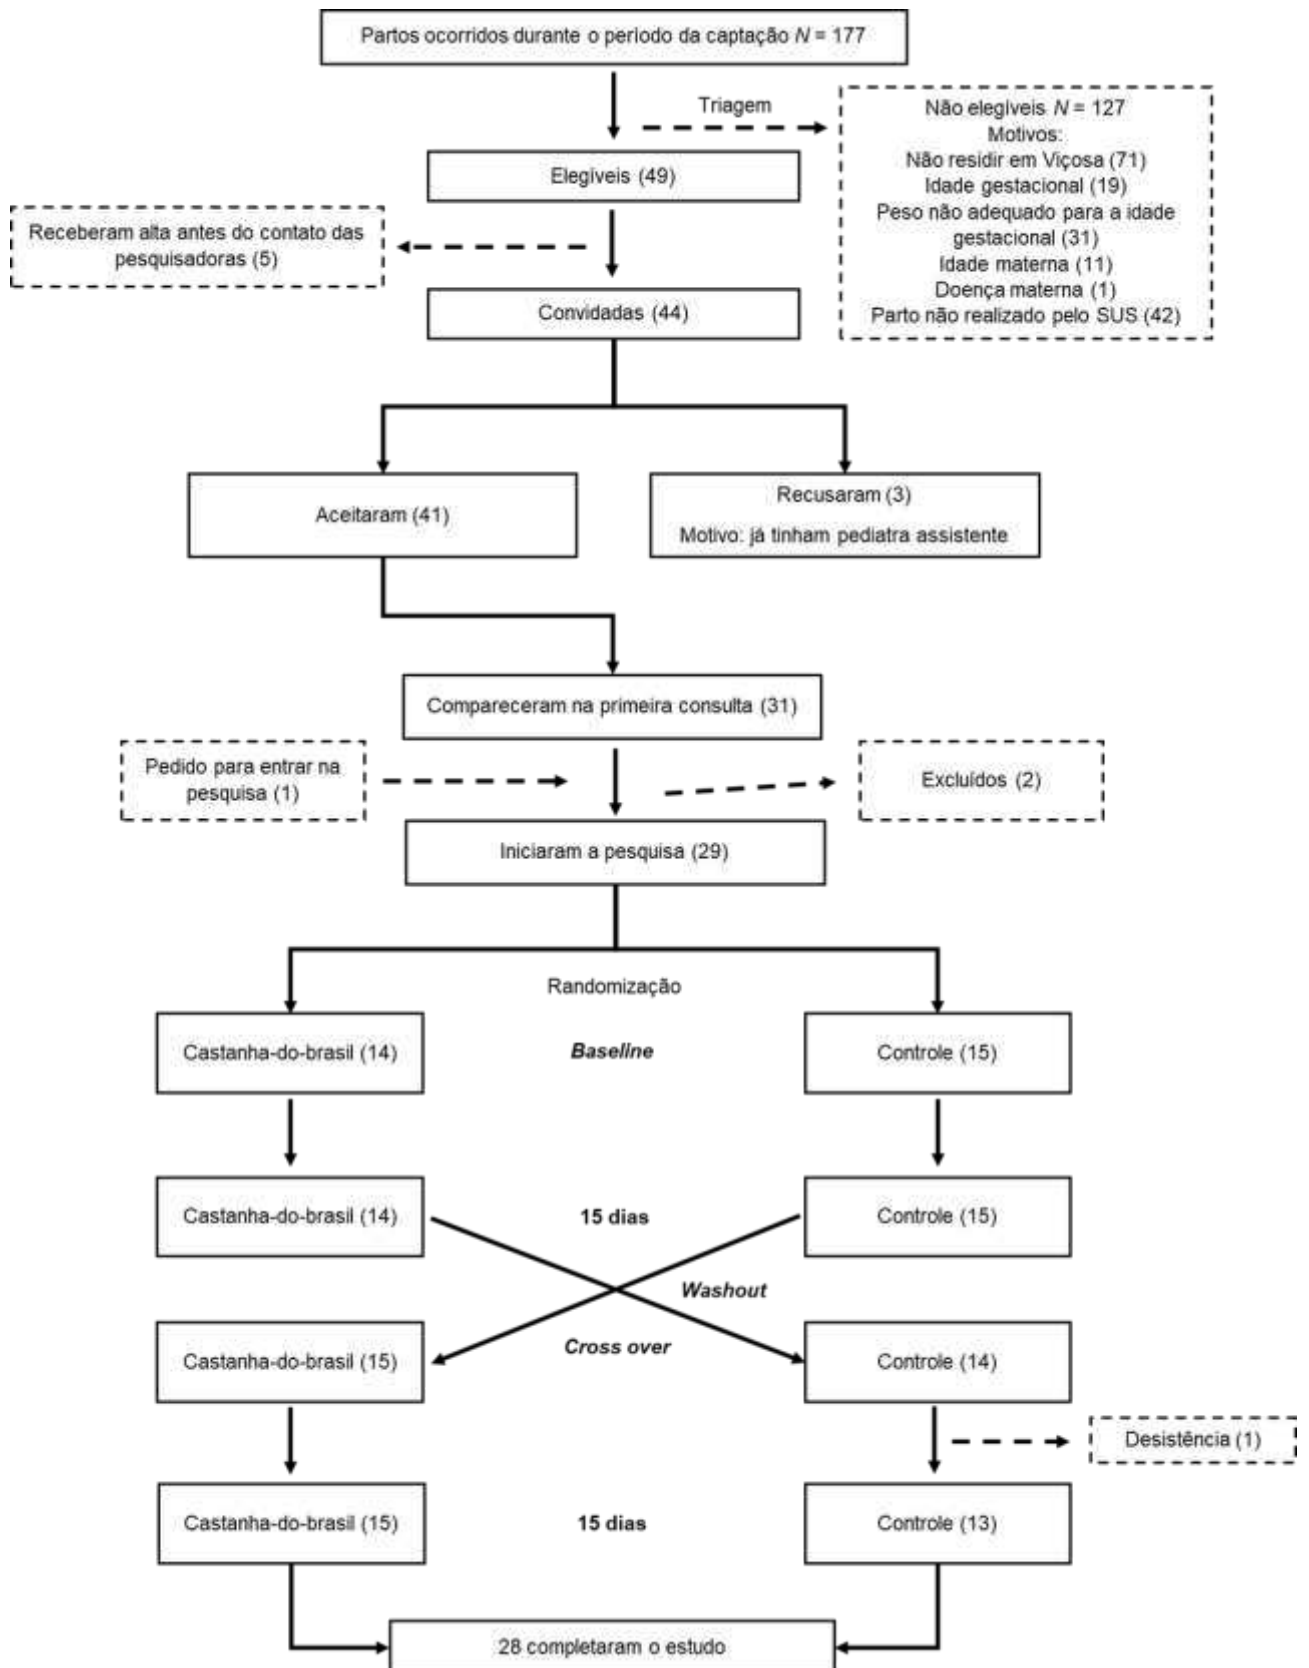 Partos ocorridos durante o período da captação N = 177
Triagem
Não elegíveis N = 127
Motivos:
Não residir em Viçosa (71)
Idade gestacional (19)
Peso não adequado para a idade
gestacional (31)
Idade materna (11)
Doença materna (1)
Parto não realizado pelo SUS (42)
Elegíveis (49)
Receberam alta antes do contato das
pesquisadoras (5)
Convidadas (44)
Aceitaram (41)
Recusaram (3)
Motivo: já tinham pediatra assistente
Compareceram na primeira consulta (31)
Pedido para entrar na
pesquisa (1)
Excluídos (2)
Iniciaram a pesquisa (29)
Randomização
Castanha-do-brasil (14)
Baseline
Controle (15)
Castanha-do-brasil (14)
15 dias
Controle (15)
Washout
Cross over
Castanha-do-brasil (15)
Controle (14)
Desistência (1)
Castanha-do-brasil (15)
15 dias
Controle (13)
28 completaram o estudo